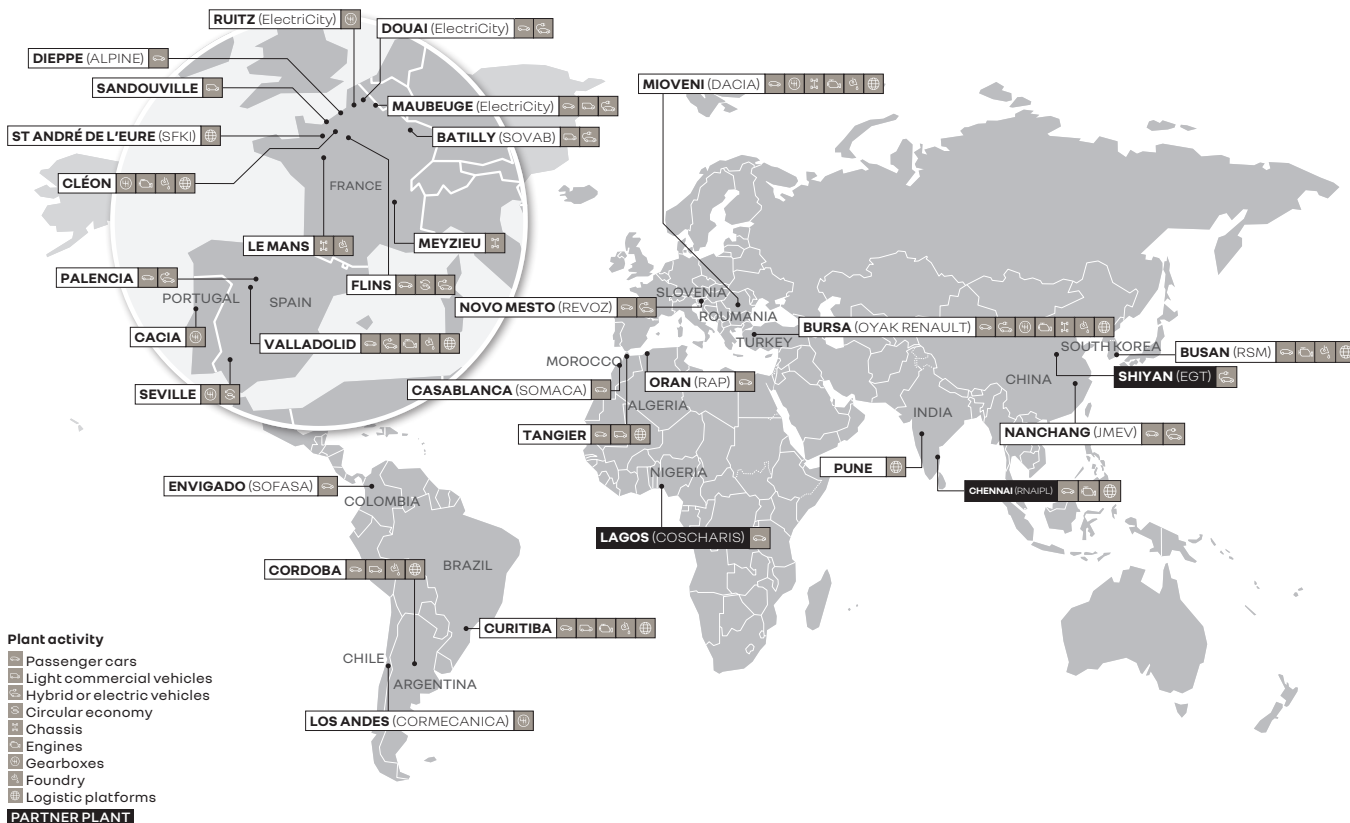 RUITZ (ElectriCity)
DOUAI (ElectriCity)
DIEPPE (ALPINE)
SANDOUVILLE
MIOVENI (DACIA)
MAUBEUGE (ElectriCity)
ST ANDRÉ DE L'EURE (SFKI)
BATILLY (SOVAB)
CLÉON
FRANCE
LE MANS
MEYZIEU
PALENCIA
FLINS
PORTUGAL
SPAIN
SLOVENIA
NOVO MESTO (REVOZ)
ROUMANIA
BURSA (OYAK RENAULT)
TURKEY
CACIA
VALLADOLID
SOUTH KOREA
BUSAN (RSM)
MOROCCO
SHIYAN (EGT)
CHINA
SEVILLE
CASABLANCA (SOMACA)
ORAN (RAP)
ALGERIA
INDIA
TANGIER
NANCHANG (JMEV)
PUNE
NIGERIA
ENVIGADO (SOFASA)
COLOMBIA
CHENNAI (RNAIPL)
LAGOS (COSCHARIS)
BRAZIL
CORDOBA
CURITIBA
CHILE
ARGENTINA
LOS ANDES (CORMECANICA)
Plant activity
Passenger cars
Light commercial vehicles
Hybrid or electric vehicles
Circular economy
Chassis
Engines
Gearboxes
Foundry
Logistic platforms
PARTNER PLANT